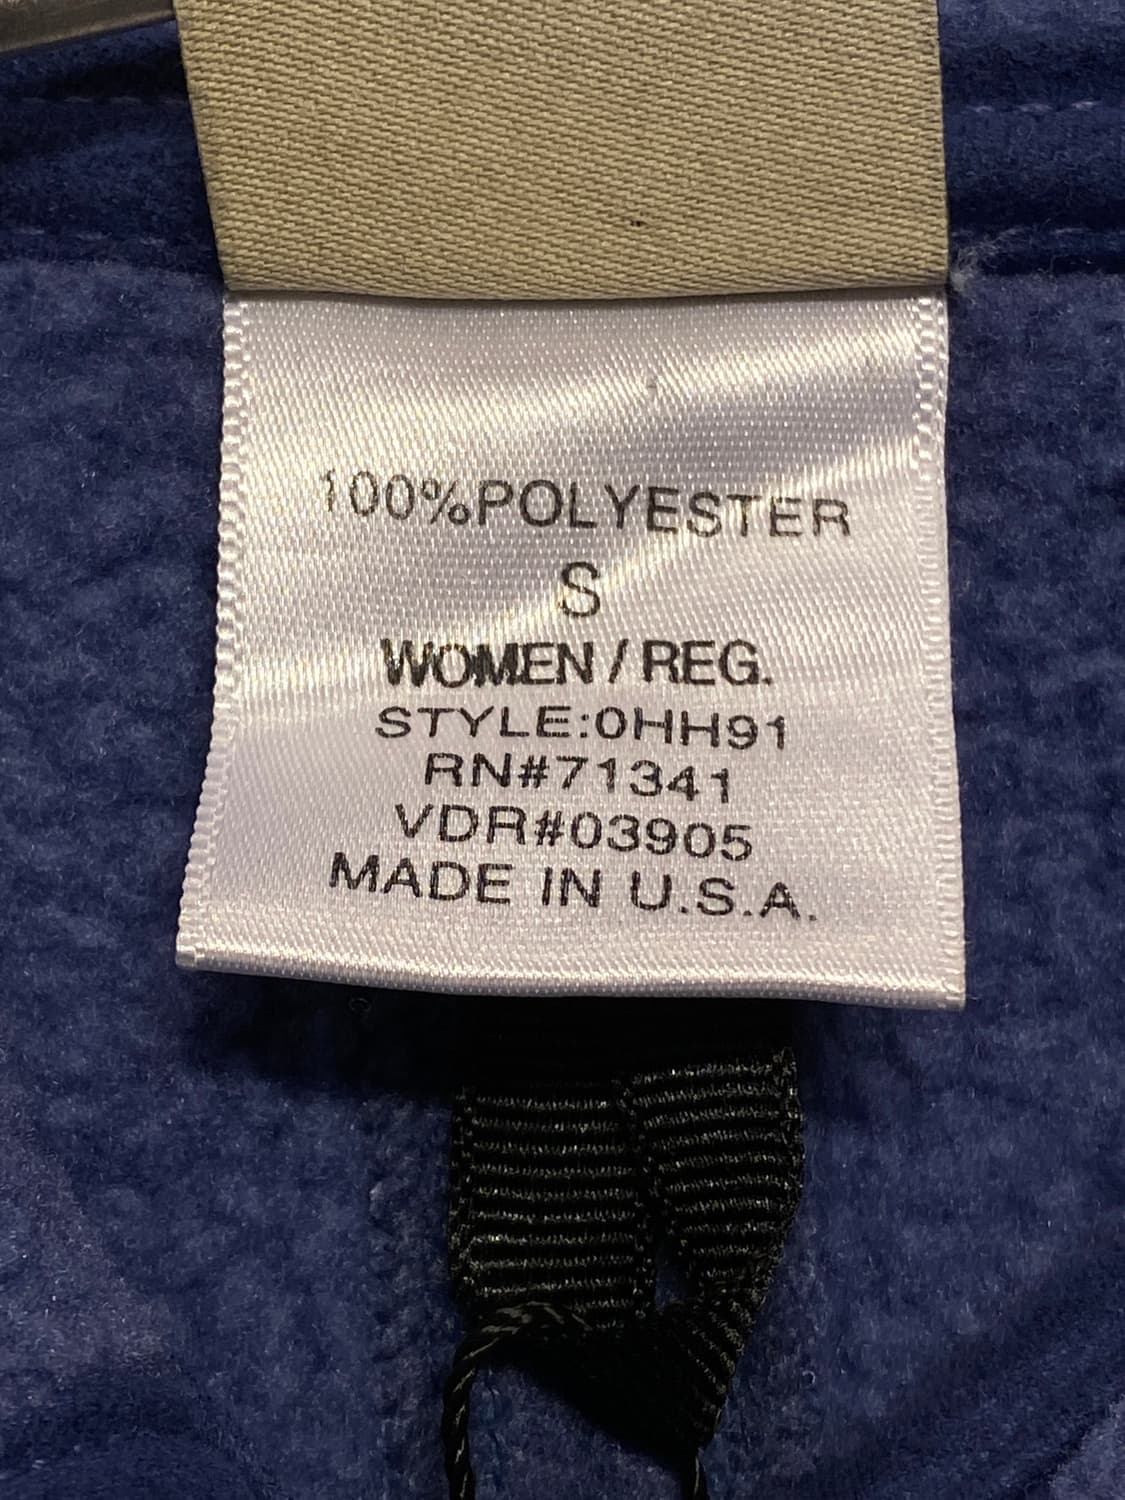 100%POLYESTER
S
WOMEN / REG.
STYLE:0HH91
RN#71341
VDR#03905
MADE IN U.S.A.